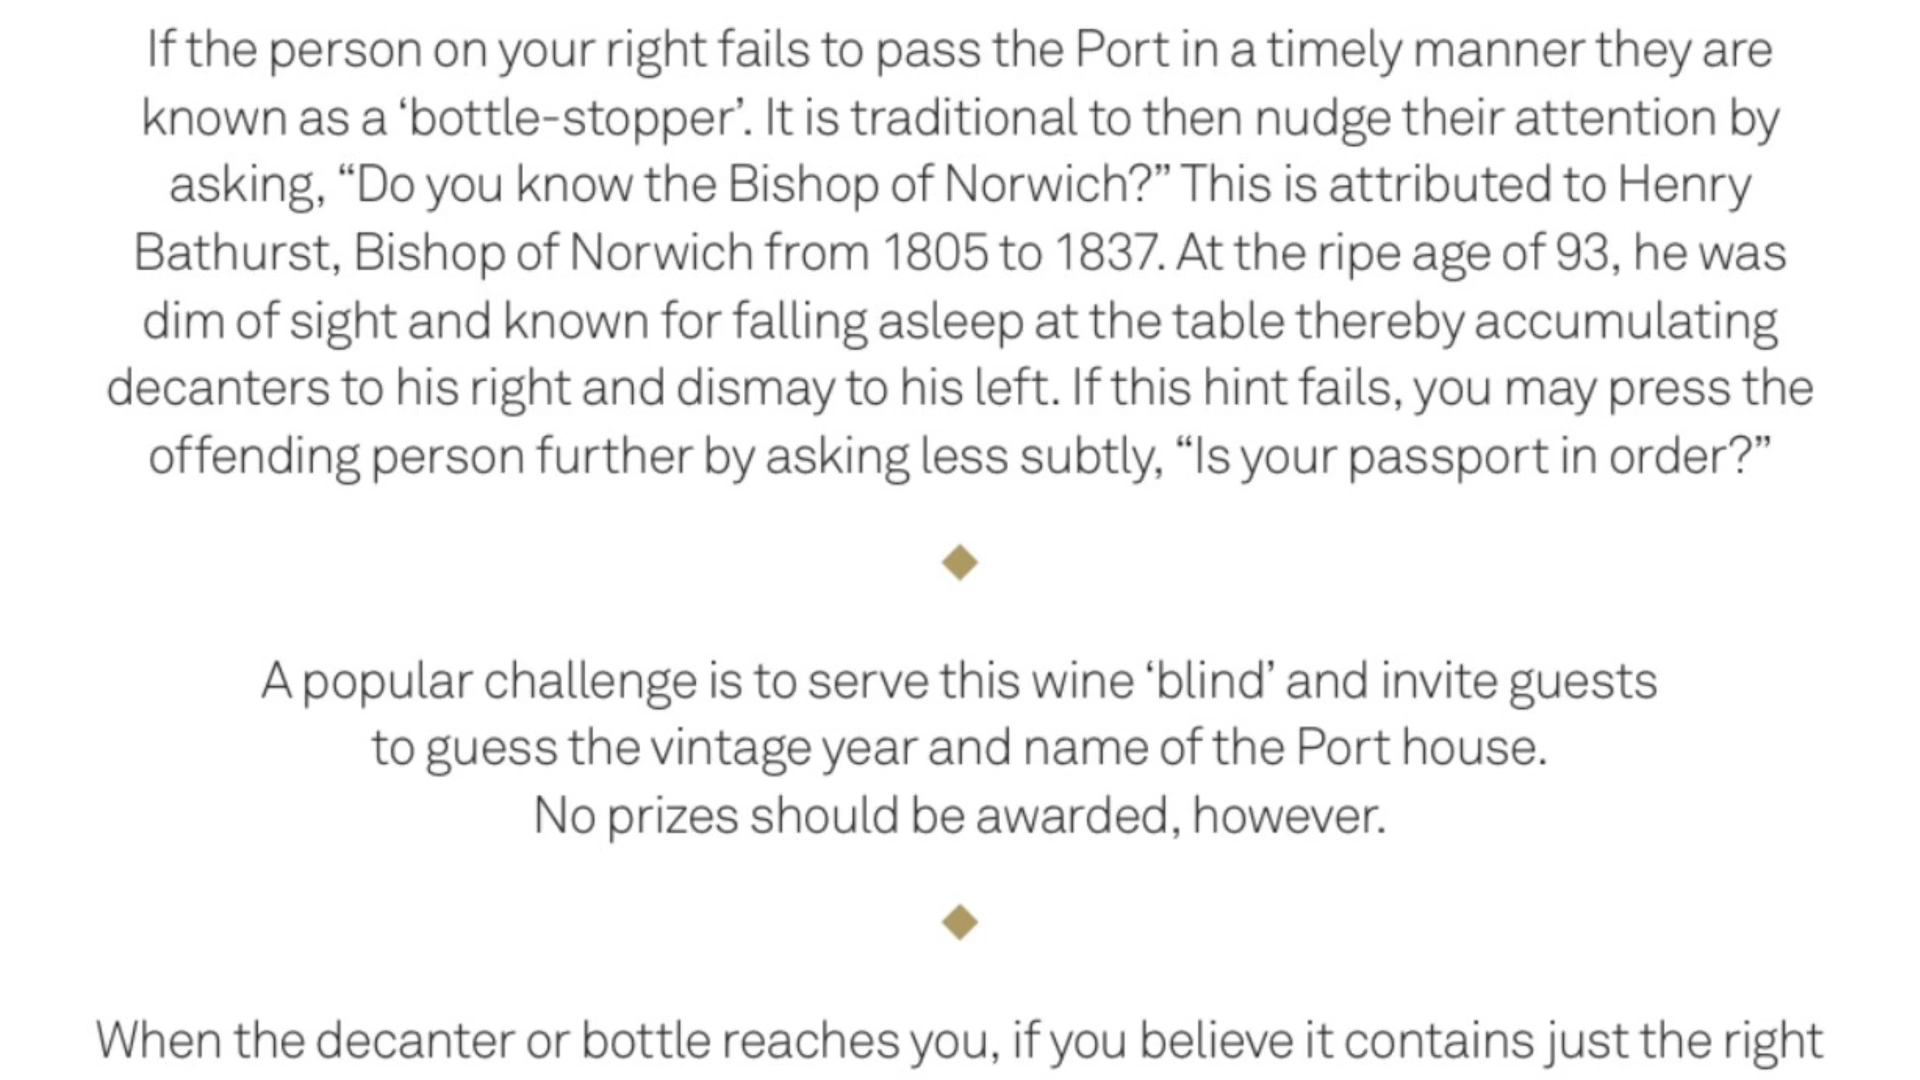 If the person on your right fails to pass the Port in a timely manner they are
known as a ‘bottle-stopper’. It is traditional to then nudge their attention by
asking, “Do you know the Bishop of Norwich?” This is attributed to Henry
Bathurst, Bishop of Norwich from 1805 to 1837. At the ripe age of 93, he was
dim of sight and known for falling asleep at the table thereby accumulating
decanters to his right and dismay to his left. If this hint fails, you may press the
offending person further by asking less subtly, “Is your passport in order?”
A popular challenge is to serve this wine ‘blind’ and invite guests
to guess the vintage year and name of the Port house.
No prizes should be awarded, however.
When the decanter or bottle reaches you, if you believe it contains just the right